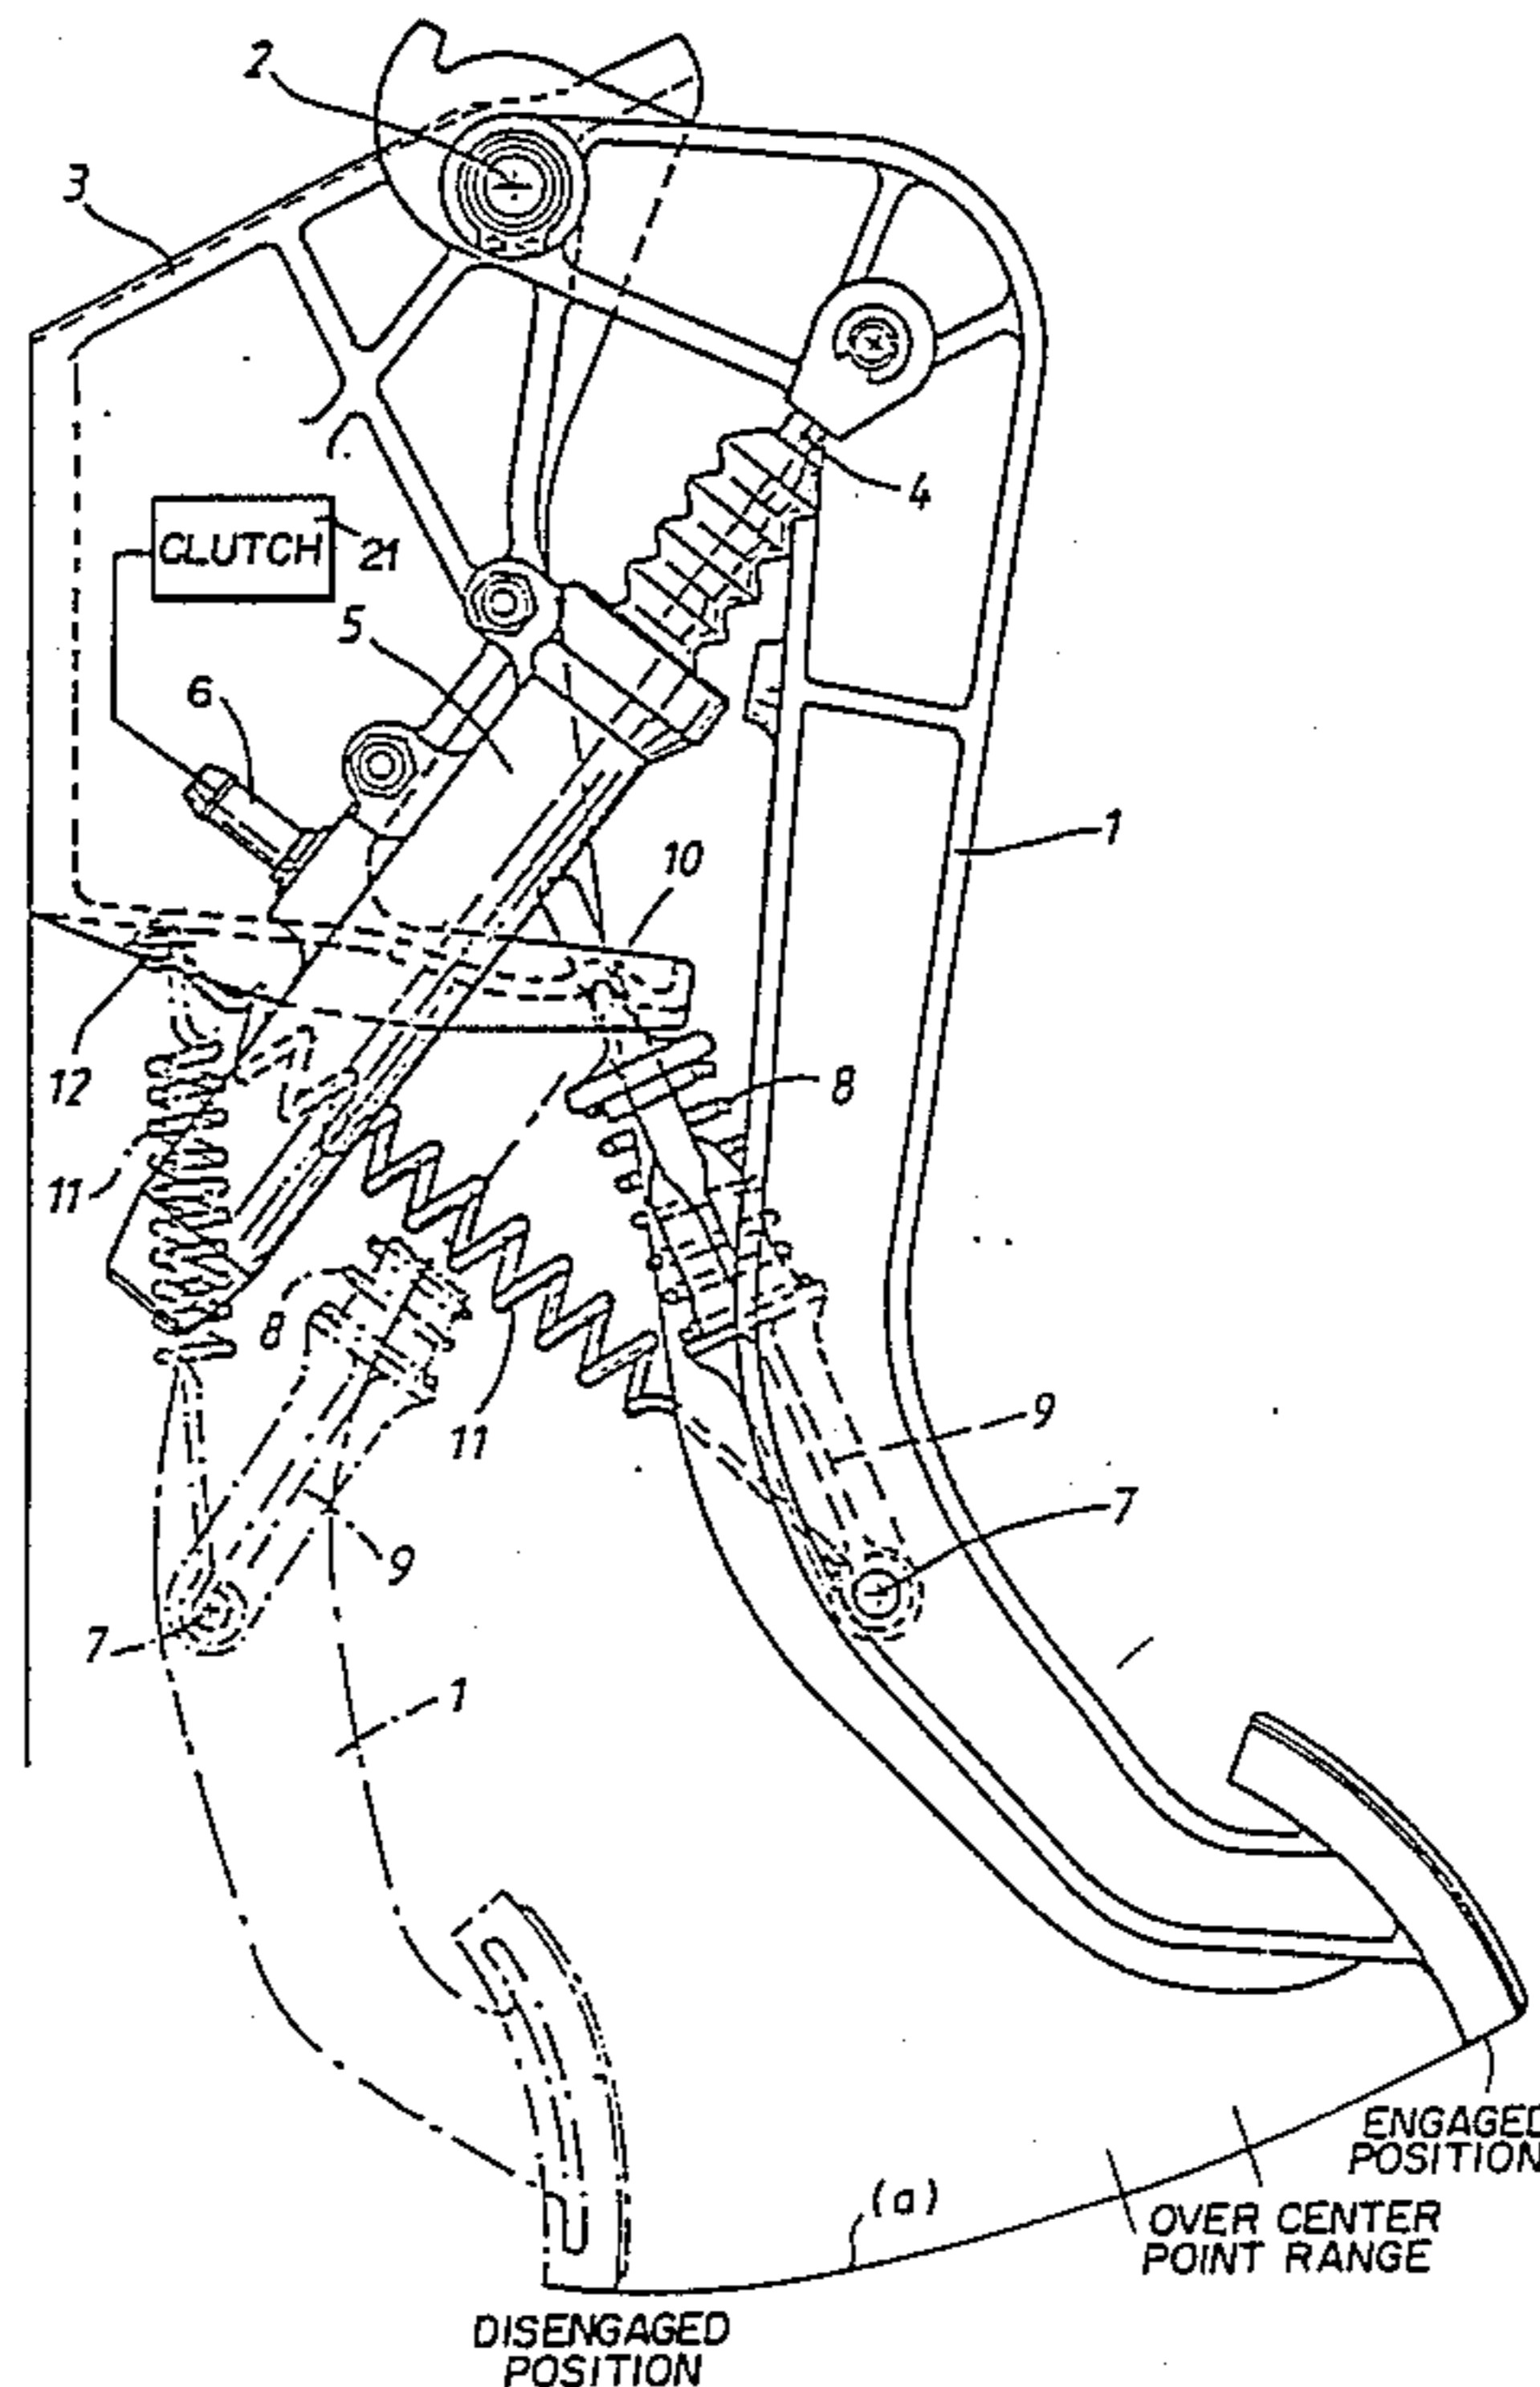 2
3
4
CLUTCH
21
5
6
1
10
12
8
11
8
11
9
7
9
7
1
ENGAGED
POSITION
(a)
OVER CENTER
POINT RANGE
DISENGAGED
POSITION